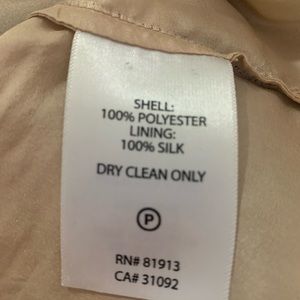 SHELL:
100% POLYESTER
LINING:
100% SILK
DRY CLEAN ONLY
P
RN# 81913
CA# 31092